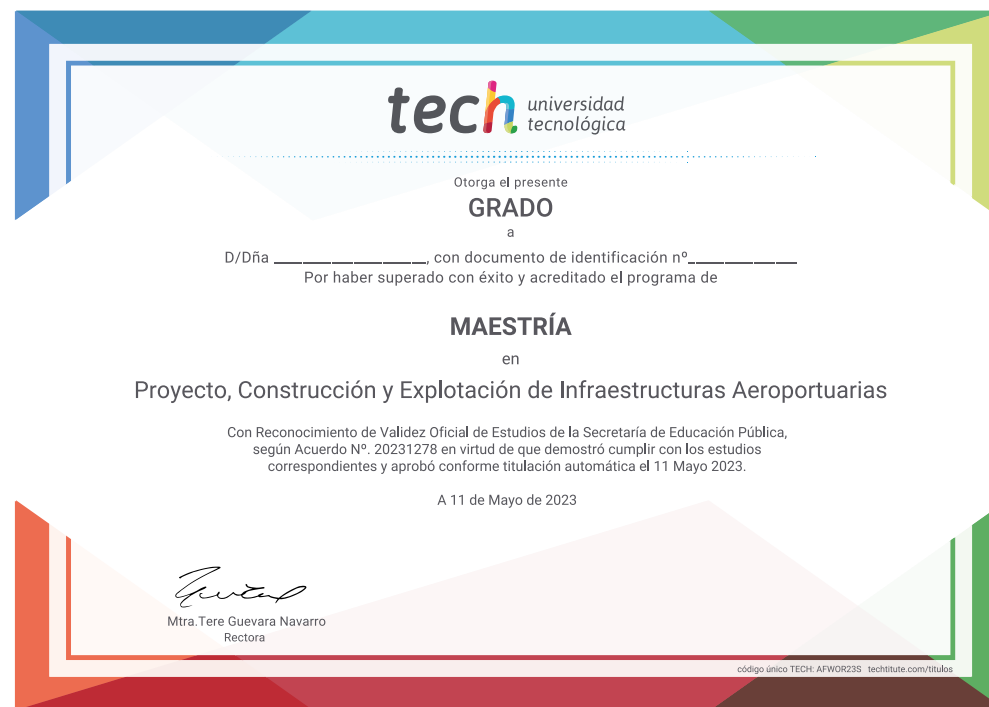 tech universidad
tecnológica
Otorga el presente
GRADO
a
D/Dña ____________________, con documento de identificación nº______________
Por haber superado con éxito y acreditado el programa de
MAESTRÍA
en
Proyecto, Construcción y Explotación de Infraestructuras Aeroportuarias
Con Reconocimiento de Validez Oficial de Estudios de la Secretaría de Educación Pública,
según Acuerdo Nº. 20231278 en virtud de que demostró cumplir con los estudios
correspondientes y aprobó conforme titulación automática el 11 Mayo 2023.
A 11 de Mayo de 2023
Mtra.Tere Guevara Navarro
Rectora
código único TECH: AFWOR23S techtitute.com/titulos